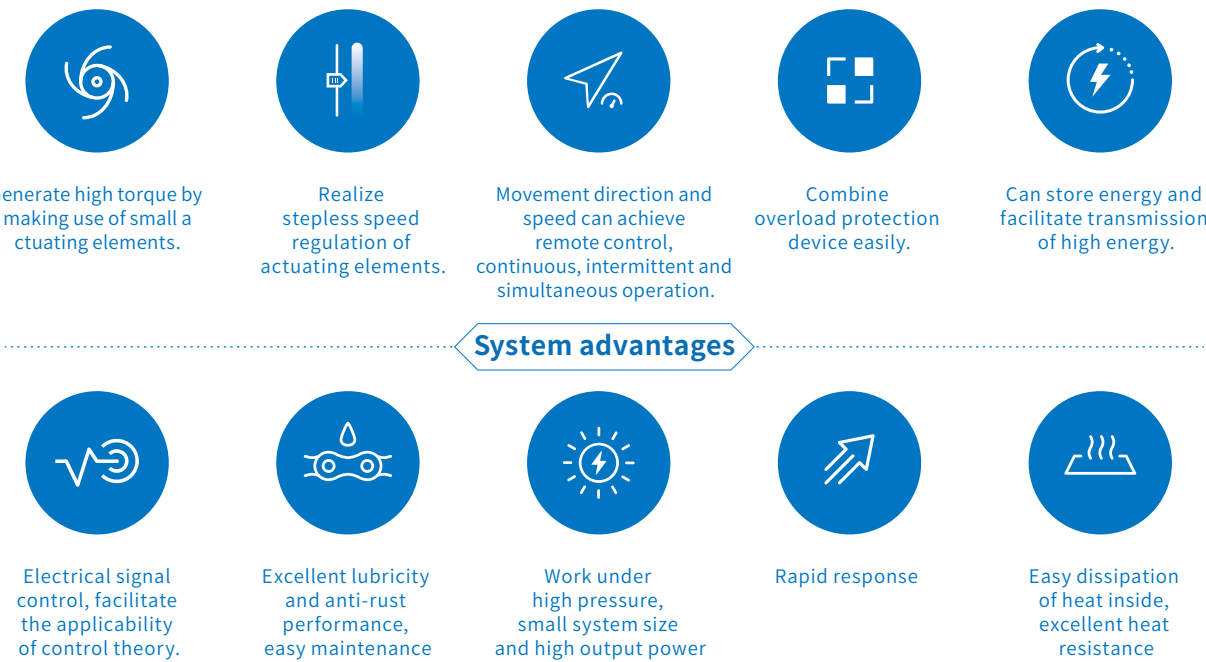 enerate high torque by
making use of small a
ctuating elements.
Realize
stepless speed
regulation of
actuating elements.
Movement direction and
speed can achieve
remote control,
continuous, intermittent and
simultaneous operation.
Combine
overload protection
device easily.
Can store energy and
facilitate transmission
of high energy.
System advantages
Electrical signal
control, facilitate
the applicability
of control theory.
Excellent lubricity
and anti-rust
performance,
easy maintenance
Work under
high pressure,
small system size
and high output power
Rapid response
Easy dissipation
of heat inside,
excellent heat
resistance